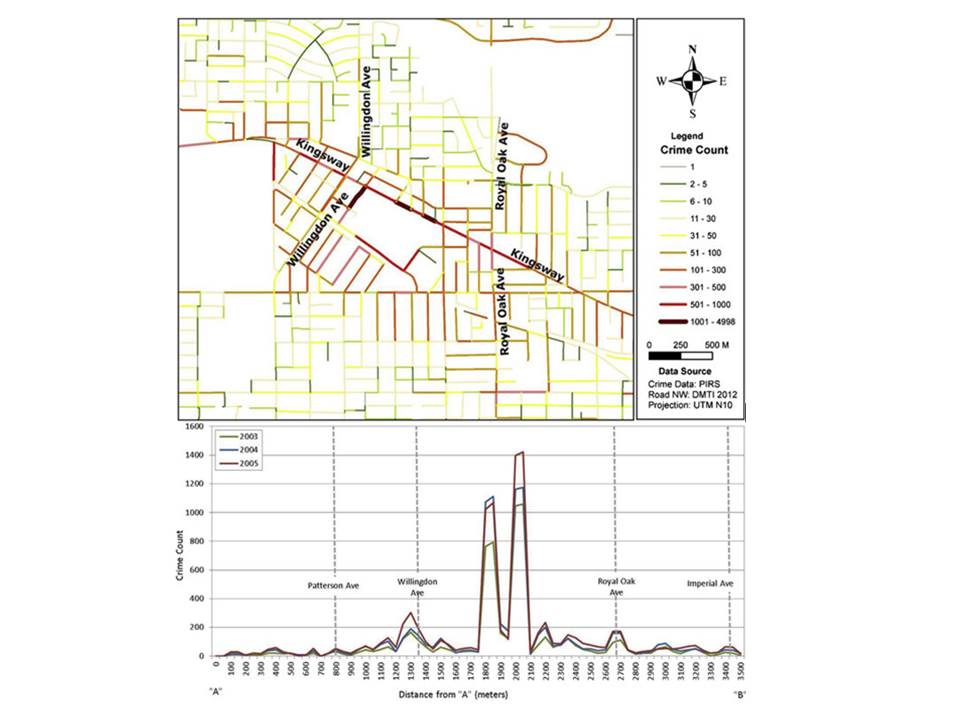 N
W E
S
Willingdon Ave
Kingsway
Royal Oak Ave
Willingdon Ave
Kingsway
Royal Oak Ave
Legend
Crime Count
1
2 - 5
6 - 10
11 - 30
31 - 50
51 - 100
101 - 300
301 - 500
501 - 1000
1001 - 4998
0 250 500 M
Data Source
Crime Data: PIRS
Road NW: DMTI 2012
Projection: UTM N10
1600
1400
1200
1000
800
600
400
200
0
Crime Count
2003
2004
2005
Patterson Ave
Willingdon
Ave
Royal Oak
Ave
Imperial Ave
0 100 200 300 400 500 600 700 800 900 1000 1100 1200 1300 1400 1500 1600 1700 1800 1900 2000 2100 2200 2300 2400 2500 2600 2700 2800 2900 3000 3100 3200 3300 3400 3500
"A" Distance from "A" (meters) "B"